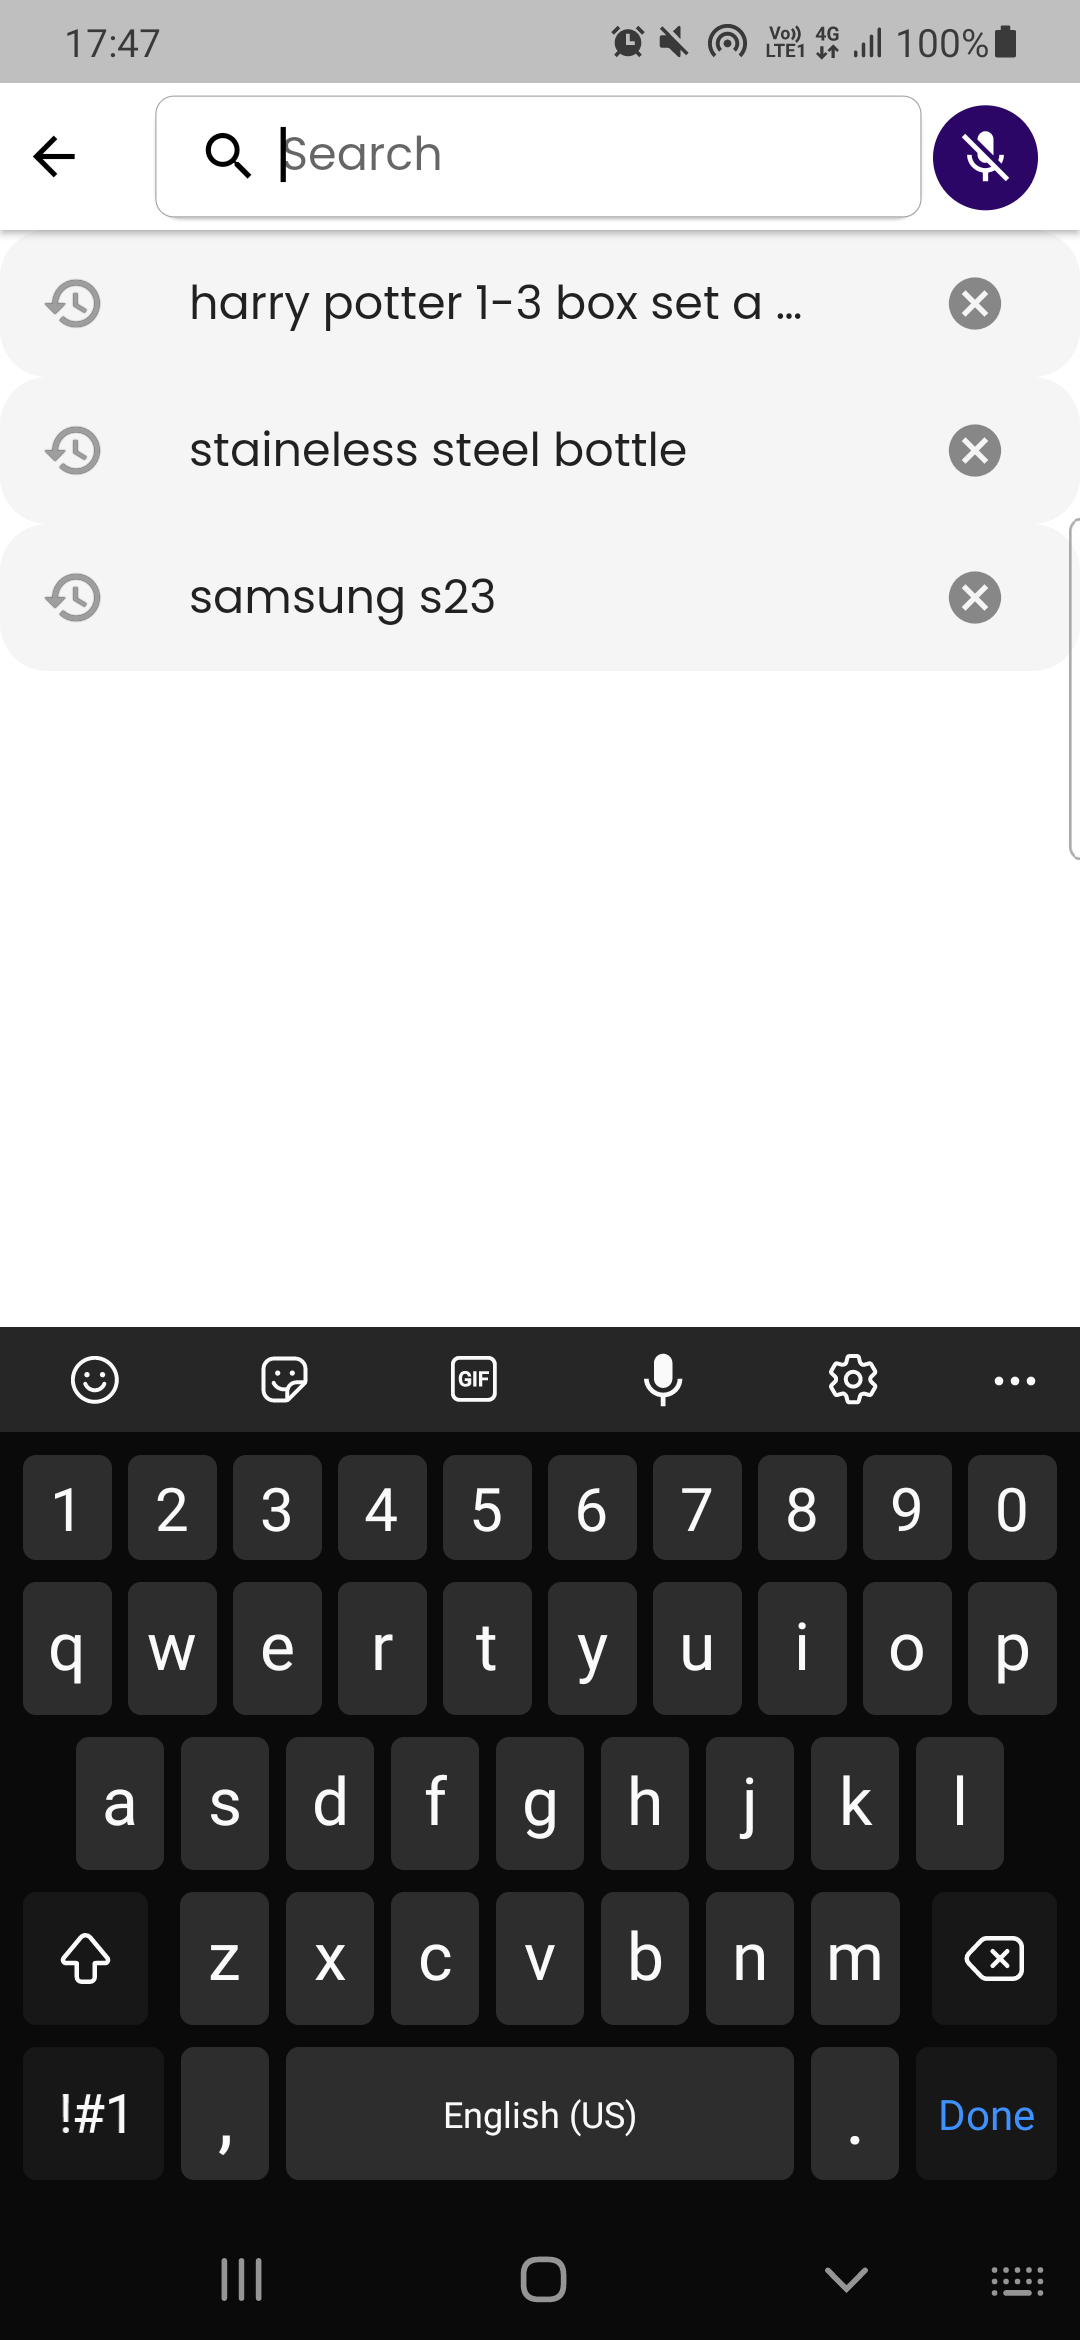 17:47
Vo)) LTE1 4G 100%
Search
harry potter 1-3 box set a ...
staineless steel bottle
samsung s23
GIF
1 2 3 4 5 6 7 8 9 0
q w e r t y u i o p
a s d f g h j k l
z x c v b n m
!#1 , English (US) . Done